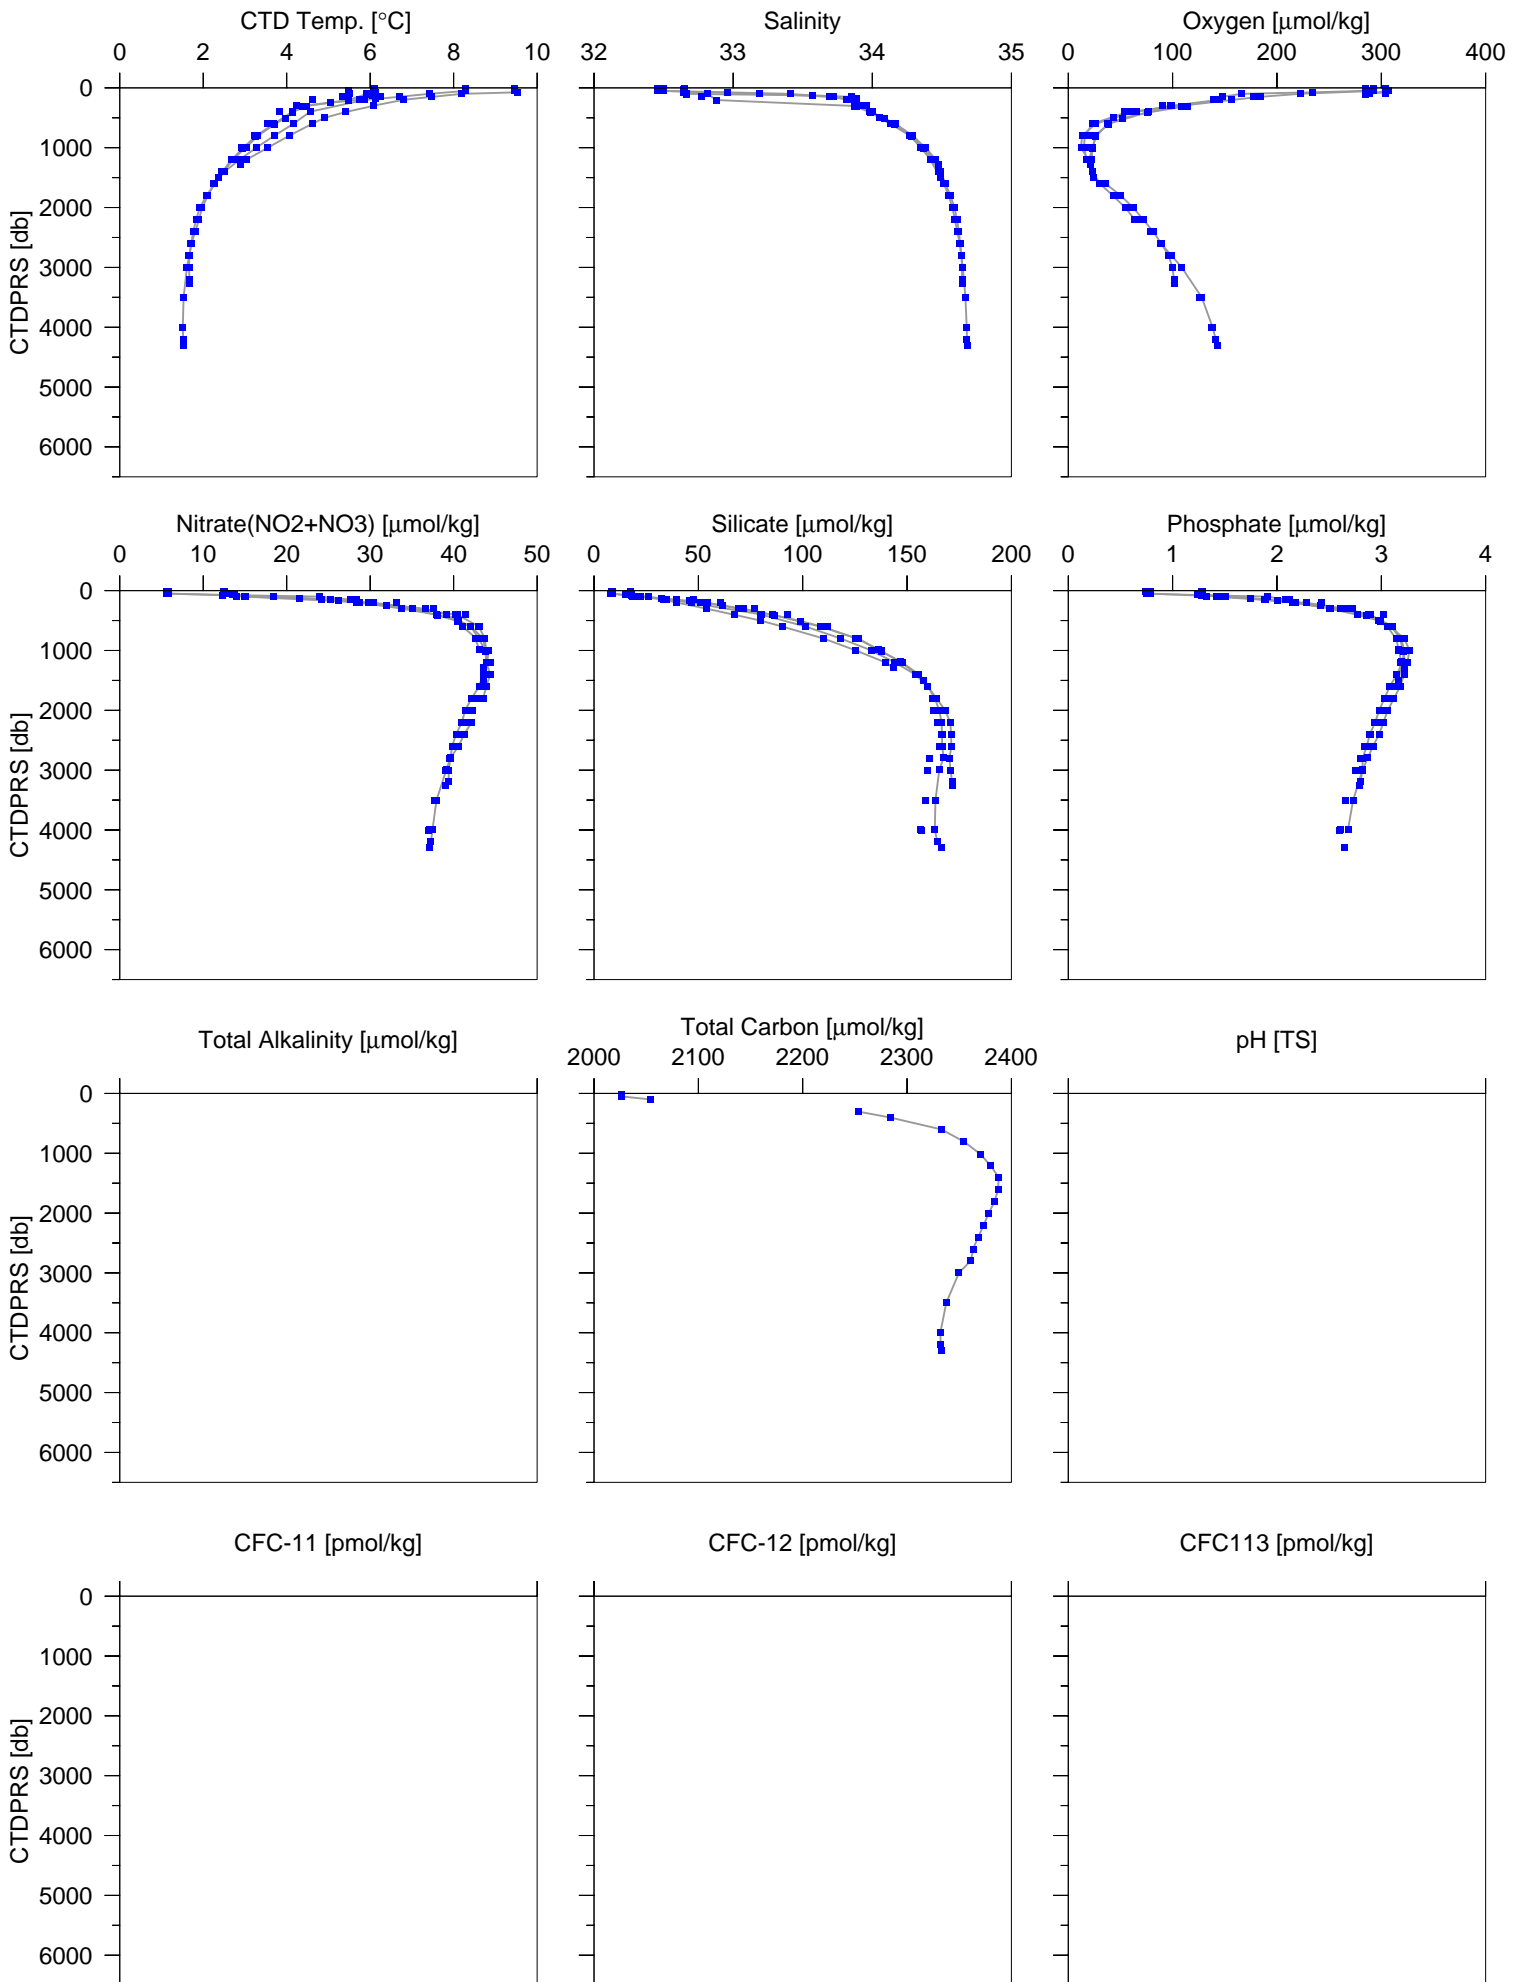 CTD Temp. [°C] Salinity Oxygen [μmol/kg]
0 2 4 6 8 10 32 33 34 35 0 100 200 300 400
0
1000
2000
3000
4000
5000
6000
CTDPRS [db]
Nitrate(NO2+NO3) [μmol/kg] Silicate [μmol/kg] Phosphate [μmol/kg]
0 10 20 30 40 50 0 50 100 150 200 0 1 2 3 4
0
1000
2000
3000
4000
5000
6000
CTDPRS [db]
Total Alkalinity [μmol/kg] Total Carbon [μmol/kg] pH [TS]
2000 2100 2200 2300 2400
0
1000
2000
3000
4000
5000
6000
CTDPRS [db]
CFC-11 [pmol/kg] CFC-12 [pmol/kg] CFC113 [pmol/kg]
0
1000
2000
3000
4000
5000
6000
CTDPRS [db]